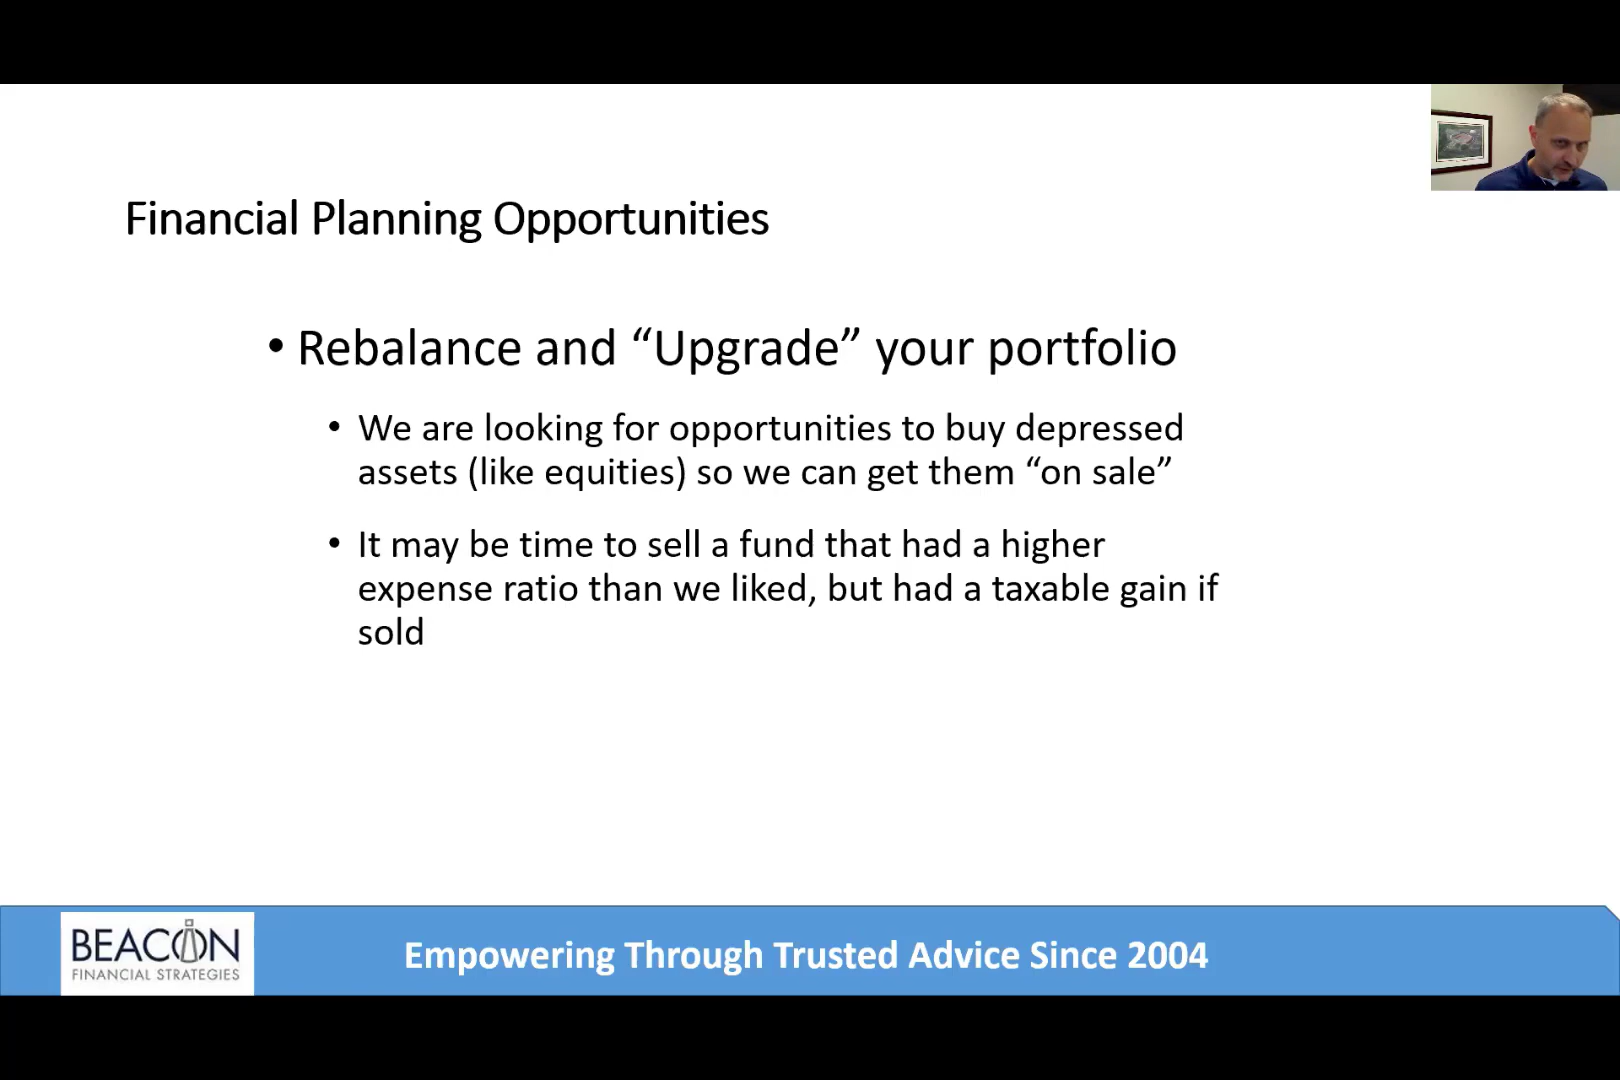 Financial Planning Opportunities
• Rebalance and “Upgrade” your portfolio
• We are looking for opportunities to buy depressed
assets (like equities) so we can get them “on sale”
• It may be time to sell a fund that had a higher
expense ratio than we liked, but had a taxable gain if
sold
BEACON
FINANCIAL STRATEGIES
Empowering Through Trusted Advice Since 2004